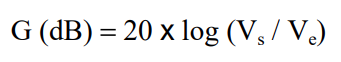 G (dB) = 20 x log (Vₛ / Vₑ)